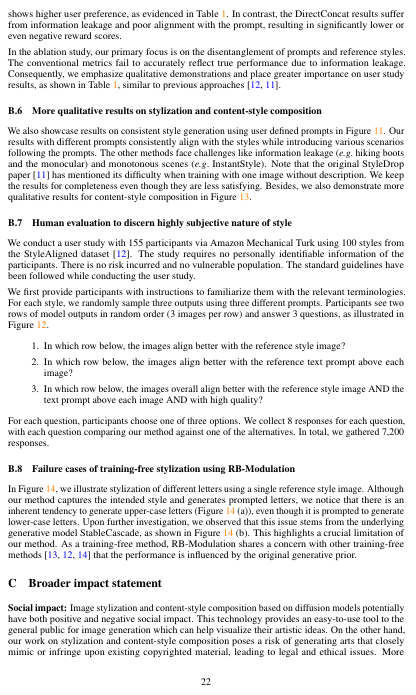 shows higher user preference, as evidenced in Table 1. In contrast, the DirectConcat results suffer
from information leakage and poor alignment with the prompt, resulting in significantly lower or
even negative reward scores.
In the ablation study, our primary focus is on the disentanglement of prompts and reference styles.
The conventional metrics fail to accurately reflect true performance due to information leakage.
Consequently, we emphasize qualitative demonstrations and place greater importance on user study
results, as shown in Table 1, similar to previous approaches [12, 11].
B.6 More qualitative results on stylization and content-style composition
We also showcase results on consistent style generation using user defined prompts in Figure 11. Our
results with different prompts consistently align with the styles while introducing various scenarios
following the prompts. The other methods face challenges like information leakage (e.g. hiking boots
and the monocular) and monotonous scenes (e.g. InstantStyle). Note that the original StyleDrop
paper [11] has mentioned its difficulty when training with one image without description. We keep
the results for completeness even though they are less satisfying. Besides, we also demonstrate more
qualitative results for content-style composition in Figure 13.
B.7 Human evaluation to discern highly subjective nature of style
We conduct a user study with 155 participants via Amazon Mechanical Turk using 100 styles from
the StyleAligned dataset [12]. The study requires no personally identifiable information of the
participants. There is no risk incurred and no vulnerable population. The standard guidelines have
been followed while conducting the user study.
We first provide participants with instructions to familiarize them with the relevant terminologies.
For each style, we randomly sample three outputs using three different prompts. Participants see two
rows of model outputs in random order (3 images per row) and answer 3 questions, as illustrated in
Figure 12.
1. In which row below, the images align better with the reference style image?
2. In which row below, the images align better with the reference text prompt above each
image?
3. In which row below, the images overall align better with the reference style image AND the
text prompt above each image AND with high quality?
For each question, participants choose one of three options. We collect 8 responses for each question,
with each question comparing our method against one of the alternatives. In total, we gathered 7,200
responses.
B.8 Failure cases of training-free stylization using RB-Modulation
In Figure 14, we illustrate stylization of different letters using a single reference style image. Although
our method captures the intended style and generates prompted letters, we notice that there is an
inherent tendency to generate upper-case letters (Figure 14 (a)), even though it is prompted to generate
lower-case letters. Upon further investigation, we observed that this issue stems from the underlying
generative model StableCascade, as shown in Figure 14 (b). This highlights a crucial limitation
of our method. As a training-free method, RB-Modulation shares a concern with other training-free
methods [13, 12, 14] that the performance is influenced by the original generative prior.
C Broader impact statement
Social impact: Image stylization and content-style composition based on diffusion models potentially
have both positive and negative social impact. This technology provides an easy-to-use tool to the
general public for image generation which can help visualize their artistic ideas. On the other hand,
our work on stylization and content-style composition poses a risk of generating arts that closely
mimic or infringe upon existing copyrighted material, leading to legal and ethical issues. More
22